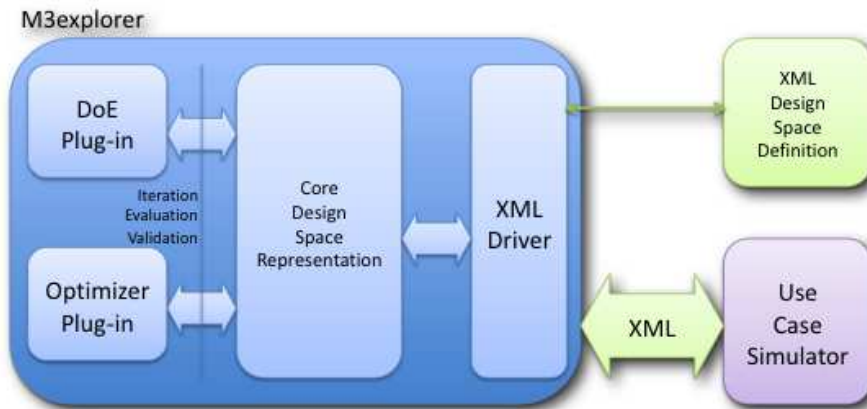 M3explorer
DoE
Plug-in
Iteration
Evaluation
Validation
Optimizer
Plug-in
Core
Design
Space
Representation
XML
Driver
XML
Design
Space
Definition
XML
Use
Case
Simulator